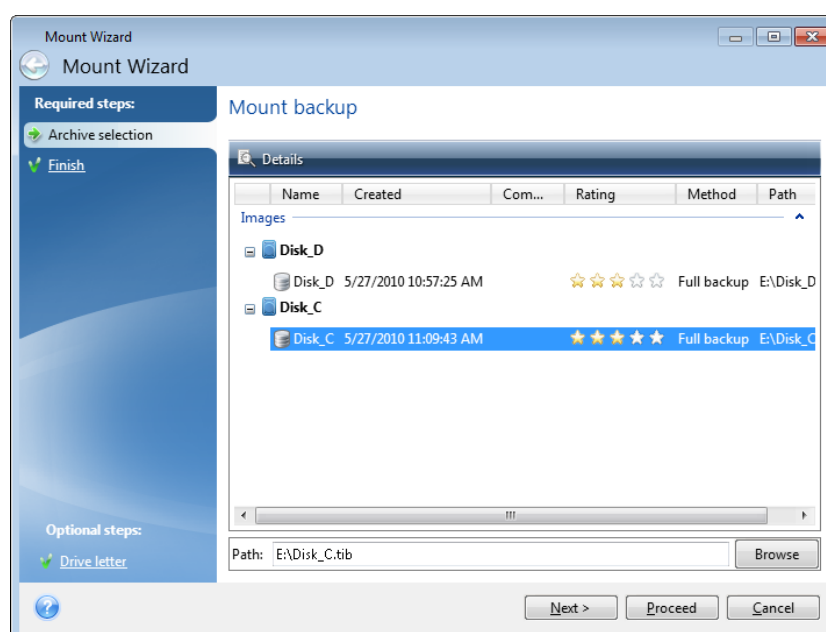 Mount Wizard
Mount Wizard
Required steps:
Archive selection
Finish
Optional steps:
Drive letter
Mount backup
Details
Name Created Com... Rating Method Path
Images
Disk_D
Disk_D 5/27/2010 10:57:25 AM Full backup E:\Disk_D
Disk_C
Disk_C 5/27/2010 11:09:43 AM Full backup E:\Disk_C
Path: E:\Disk_C.tib Browse
Next > Proceed Cancel